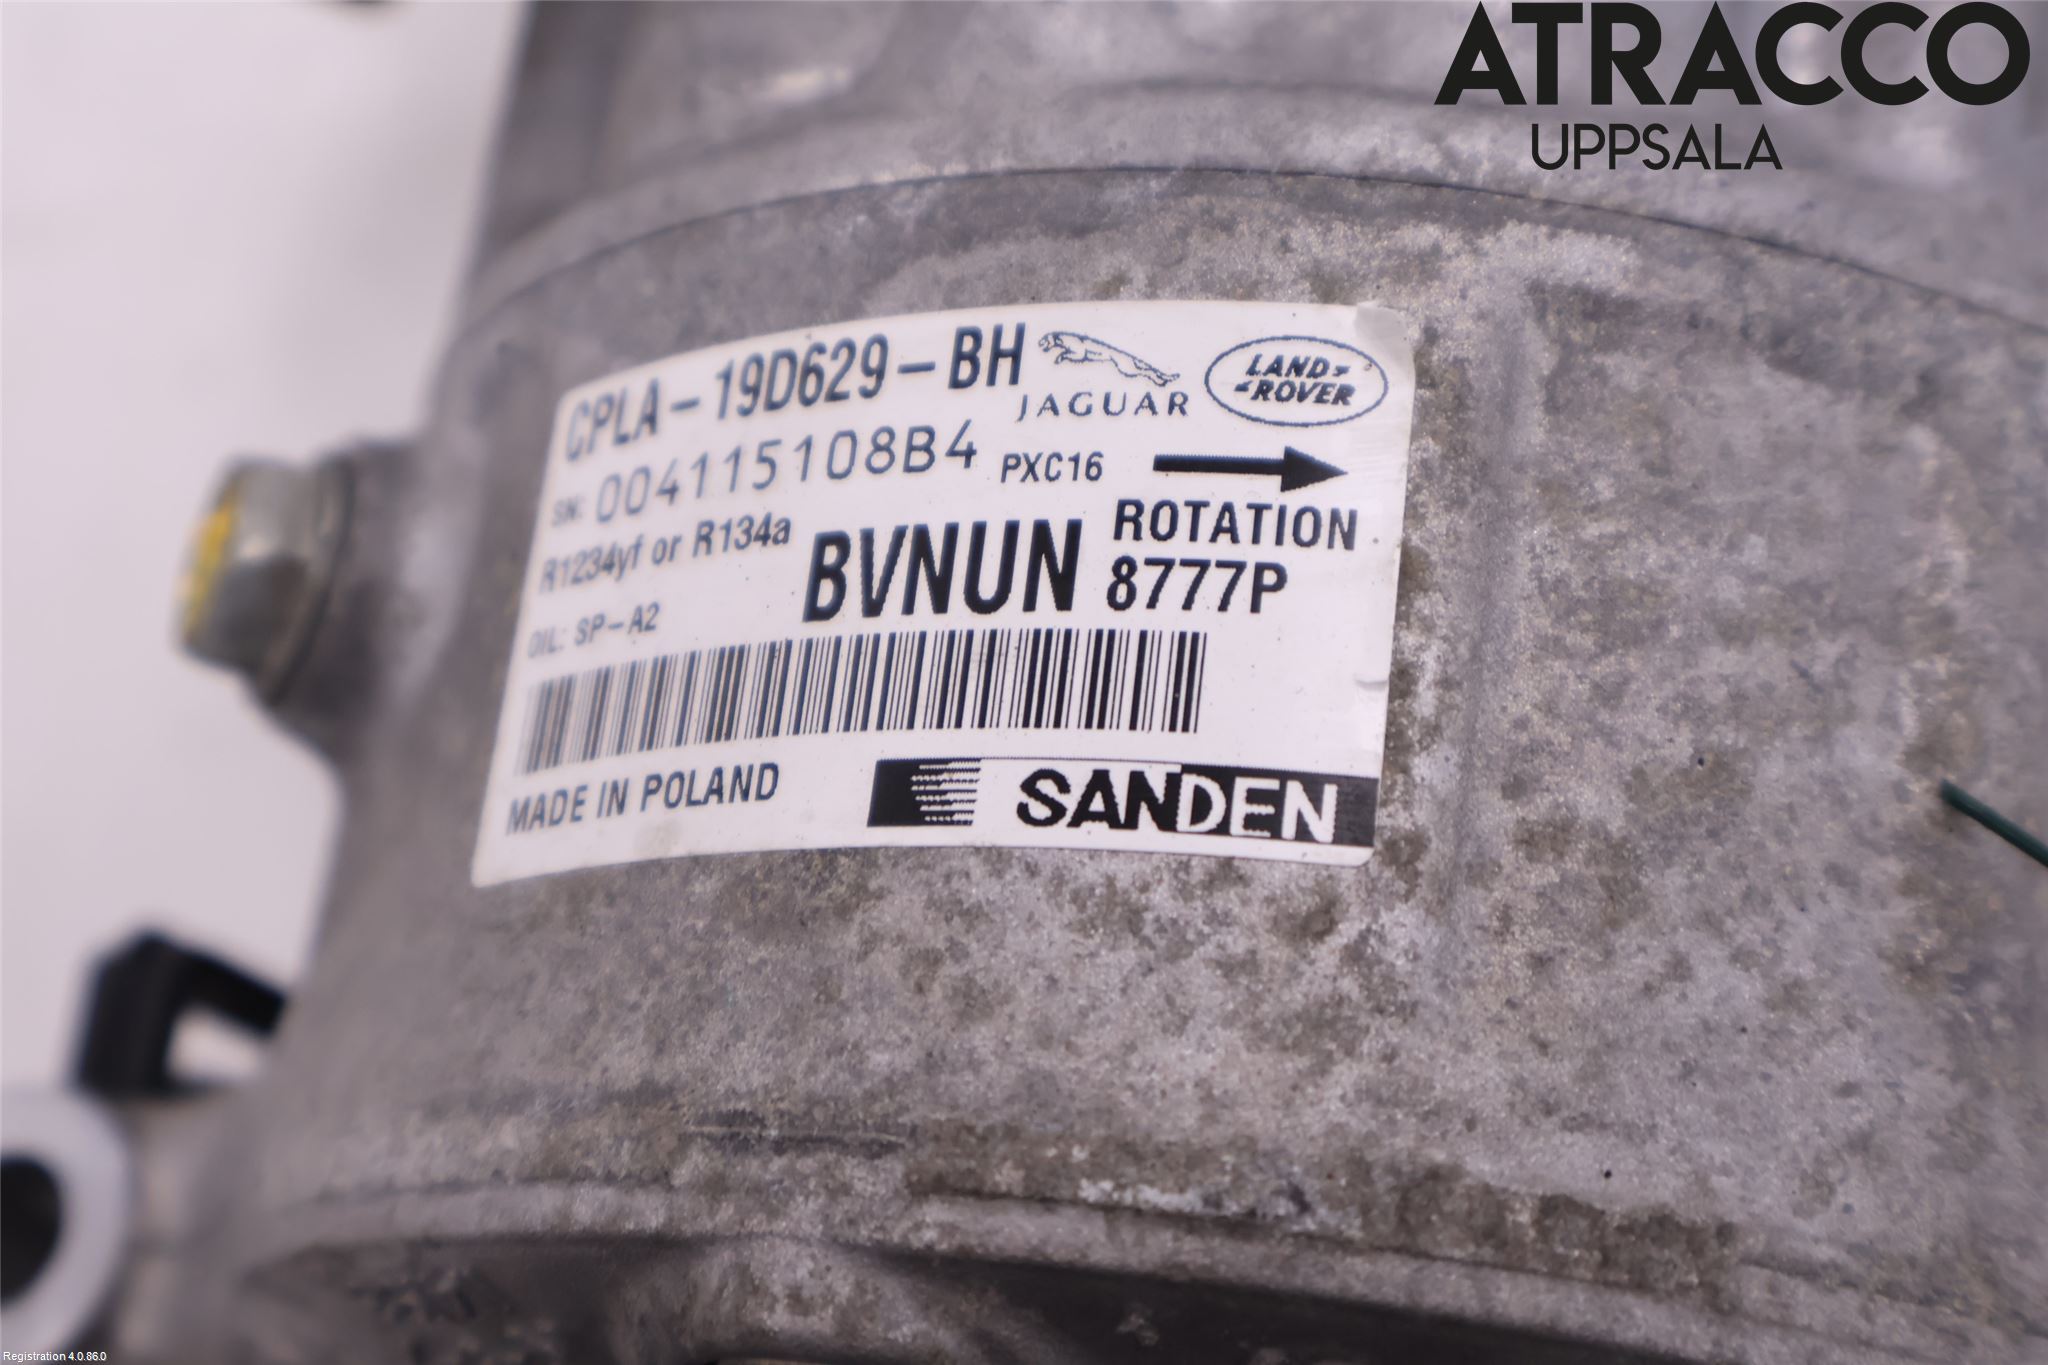 ATRACCO
UPPSALA
CPLA-19D629-BH
JAGUAR
LAND-
-ROVER
SN: 004115108B4 PXC16
R1234yf or R134a
BVNUN
ROTATION
8777P
OIL: SP-A2
MADE IN POLAND
SANDEN
Registration 4.0.86.0